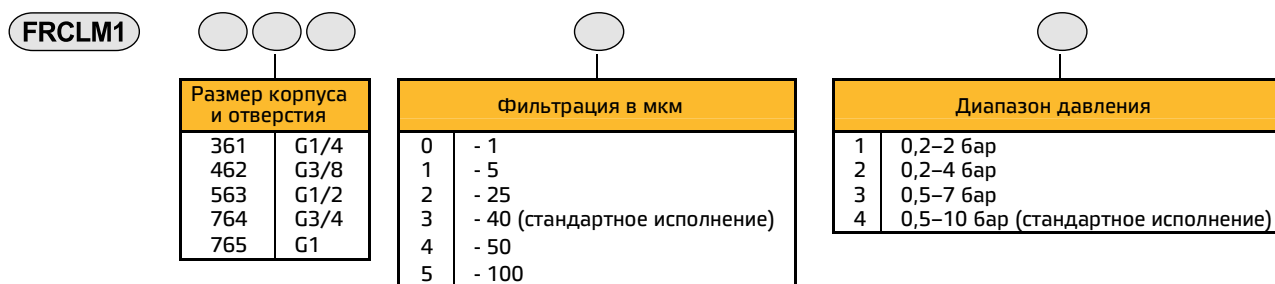 FRCLM1
Размер корпуса
и отверстия
361 G1/4
462 G3/8
563 G1/2
764 G3/4
765 G1
Фильтрация в мкм
0 - 1
1 - 5
2 - 25
3 - 40 (стандартное исполнение)
4 - 50
5 - 100
Диапазон давления
1 0,2–2 бар
2 0,2–4 бар
3 0,5–7 бар
4 0,5–10 бар (стандартное исполнение)